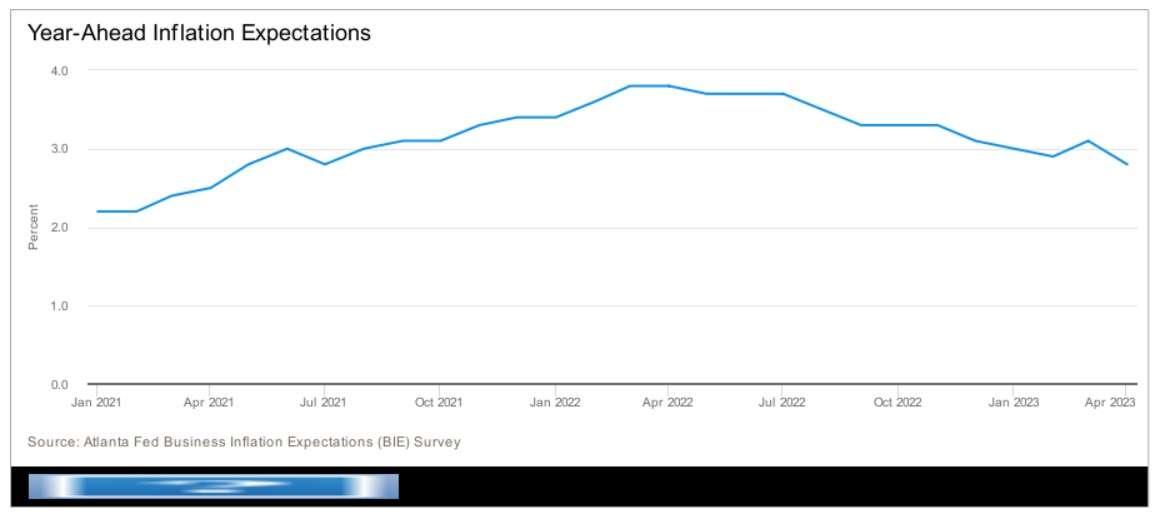 Year-Ahead Inflation Expectations
4.0
3.0
2.0
1.0
0.0
Percent
Jan 2021 Apr 2021 Jul 2021 Oct 2021 Jan 2022 Apr 2022 Jul 2022 Oct 2022 Jan 2023 Apr 2023
Source: Atlanta Fed Business Inflation Expectations (BIE) Survey